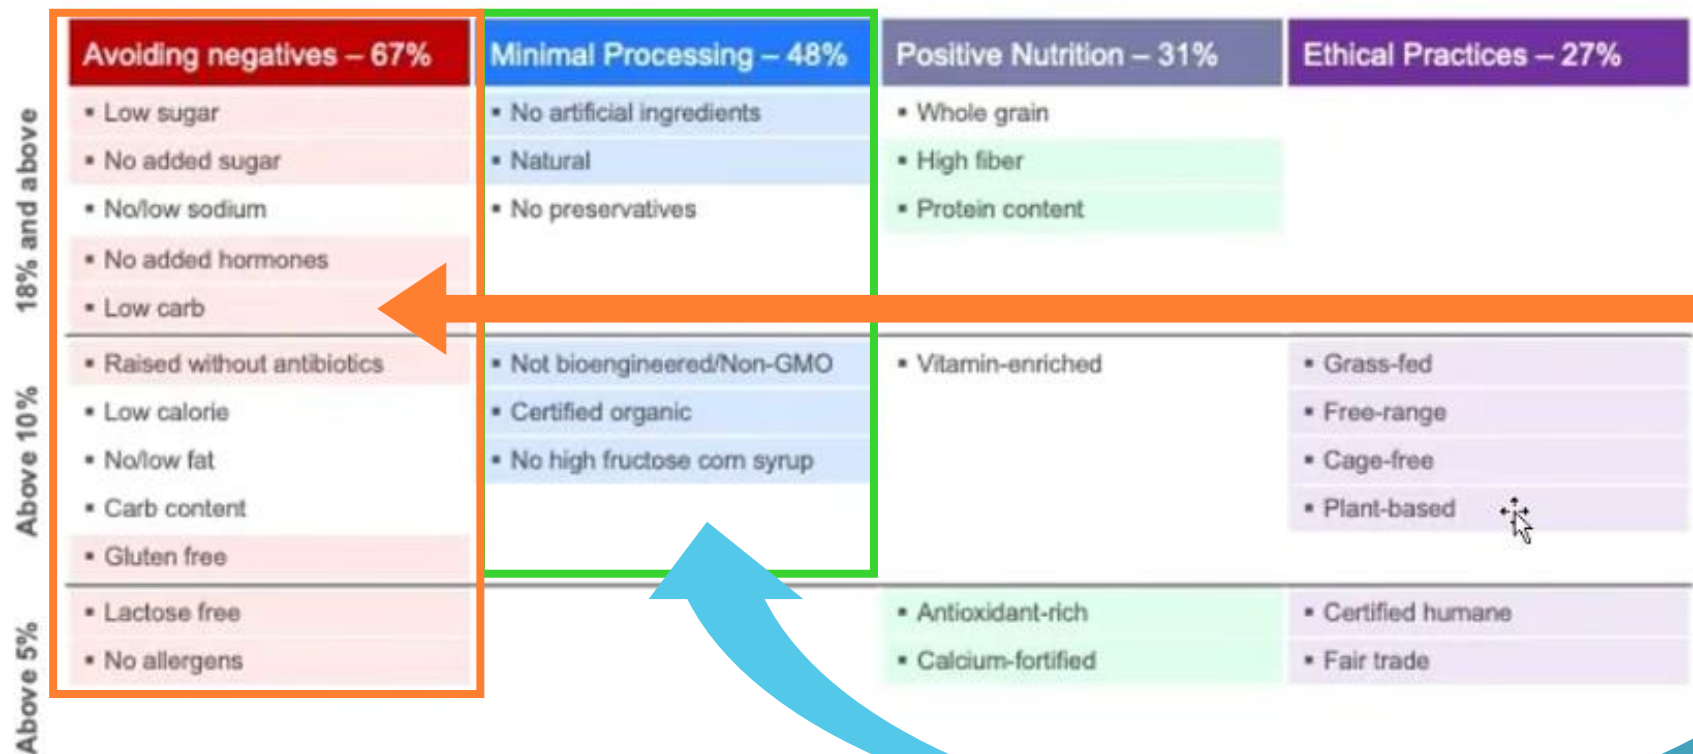 Avoiding negatives – 67%
Minimal Processing – 48%
Positive Nutrition – 31%
Ethical Practices – 27%
18% and above
▪ Low sugar
▪ No artificial ingredients
▪ Whole grain
▪ No added sugar
▪ Natural
▪ High fiber
▪ No/low sodium
▪ No preservatives
▪ Protein content
▪ No added hormones
▪ Low carb
Above 10%
▪ Raised without antibiotics
▪ Not bioengineered/Non-GMO
▪ Vitamin-enriched
▪ Grass-fed
▪ Low calorie
▪ Certified organic
▪ Free-range
▪ No/low fat
▪ No high fructose corn syrup
▪ Cage-free
▪ Carb content
▪ Plant-based
▪ Gluten free
Above 5%
▪ Lactose free
▪ Antioxidant-rich
▪ Certified humane
▪ No allergens
▪ Calcium-fortified
▪ Fair trade